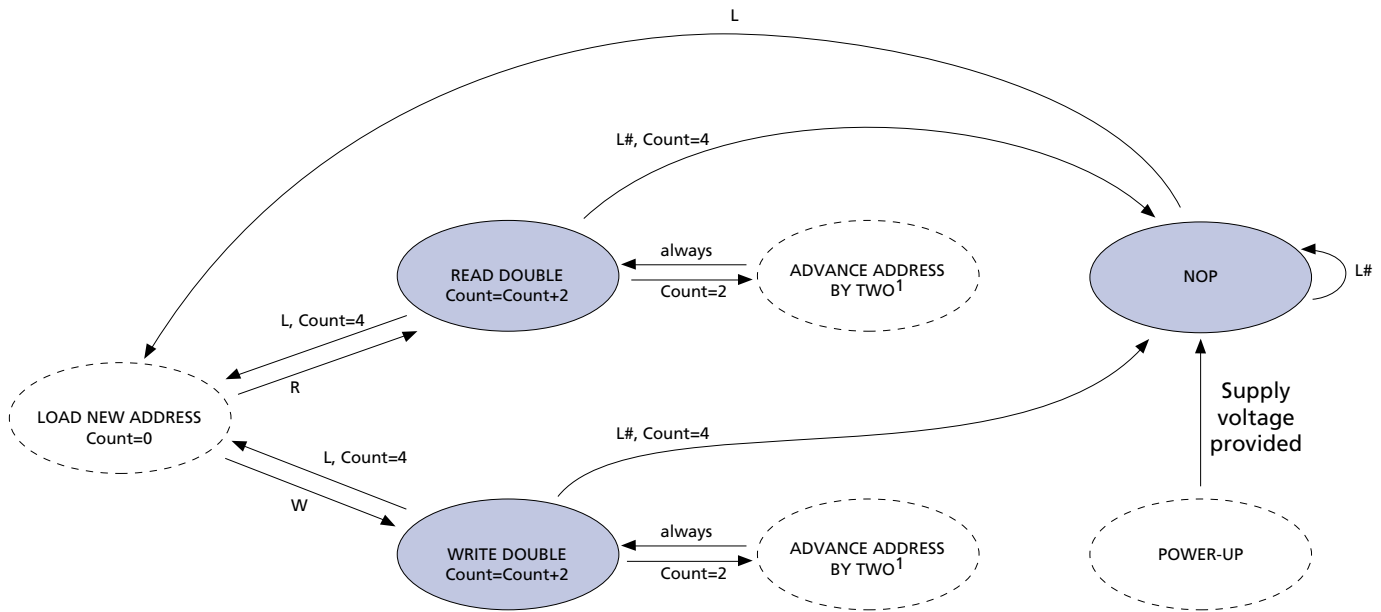 L
L#, Count=4
READ DOUBLE
Count=Count+2
always
Count=2
ADVANCE ADDRESS
BY TWO1
NOP
L#
L, Count=4
R
LOAD NEW ADDRESS
Count=0
Supply
voltage
provided
L#, Count=4
L, Count=4
W
WRITE DOUBLE
Count=Count+2
always
Count=2
ADVANCE ADDRESS
BY TWO1
POWER-UP